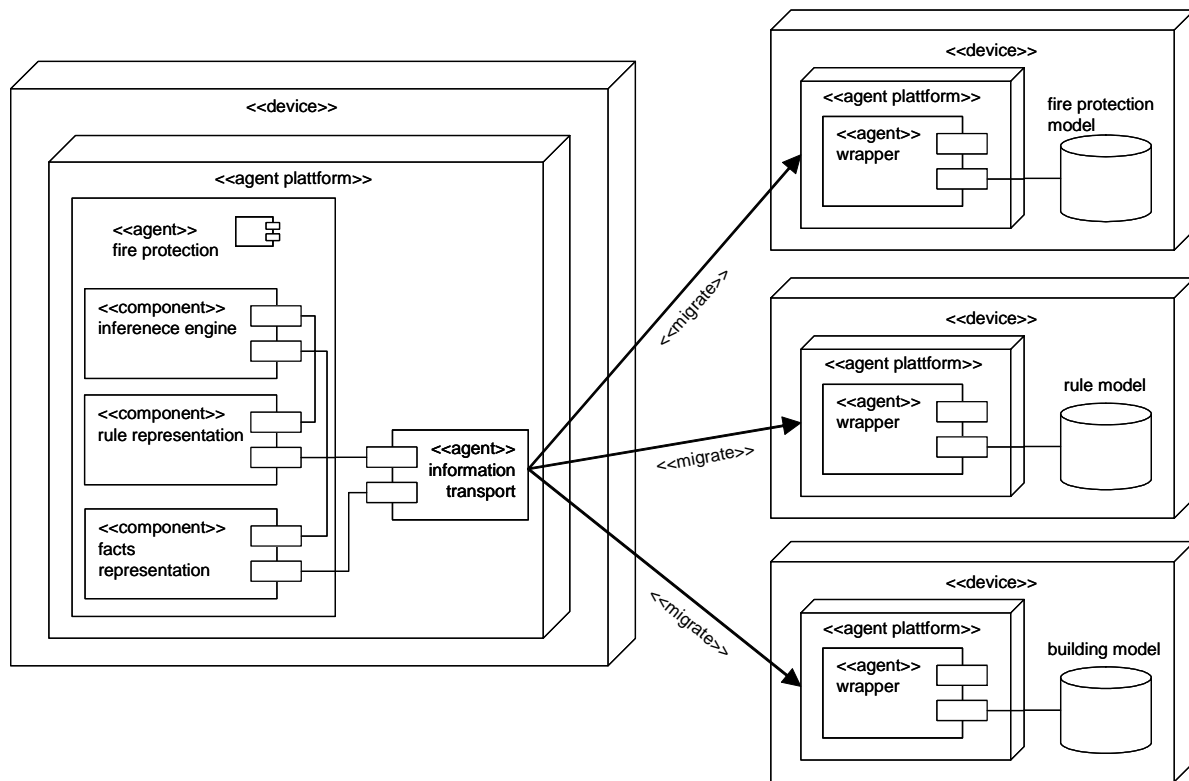 <<device>>
<<agent plattform>>
<<agent>>
fire protection
<<component>>
inferenece engine
<<component>>
rule representation
<<component>>
facts
representation
<<agent>>
information
transport
<<migrate>>
<<migrate>>
<<migrate>>
<<device>>
<<agent plattform>>
<<agent>>
wrapper
fire protection
model
<<device>>
<<agent plattform>>
<<agent>>
wrapper
rule model
<<device>>
<<agent plattform>>
<<agent>>
wrapper
building model